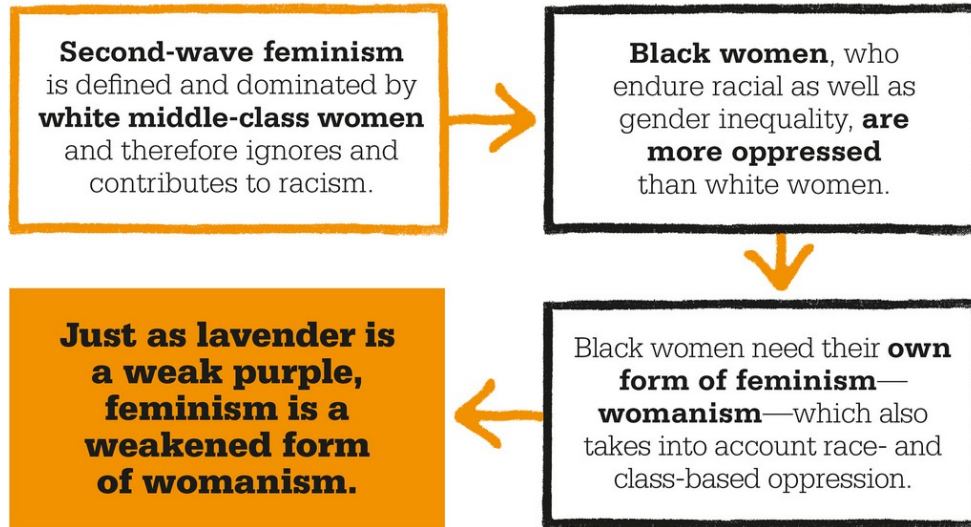 Second-wave feminism
is defined and dominated by
white middle-class women
and therefore ignores and
contributes to racism.
Black women, who
endure racial as well as
gender inequality, are
more oppressed
than white women.
Black women need their own
form of feminism—
womanism—which also
takes into account race- and
class-based oppression.
Just as lavender is
a weak purple,
feminism is a
weakened form
of womanism.